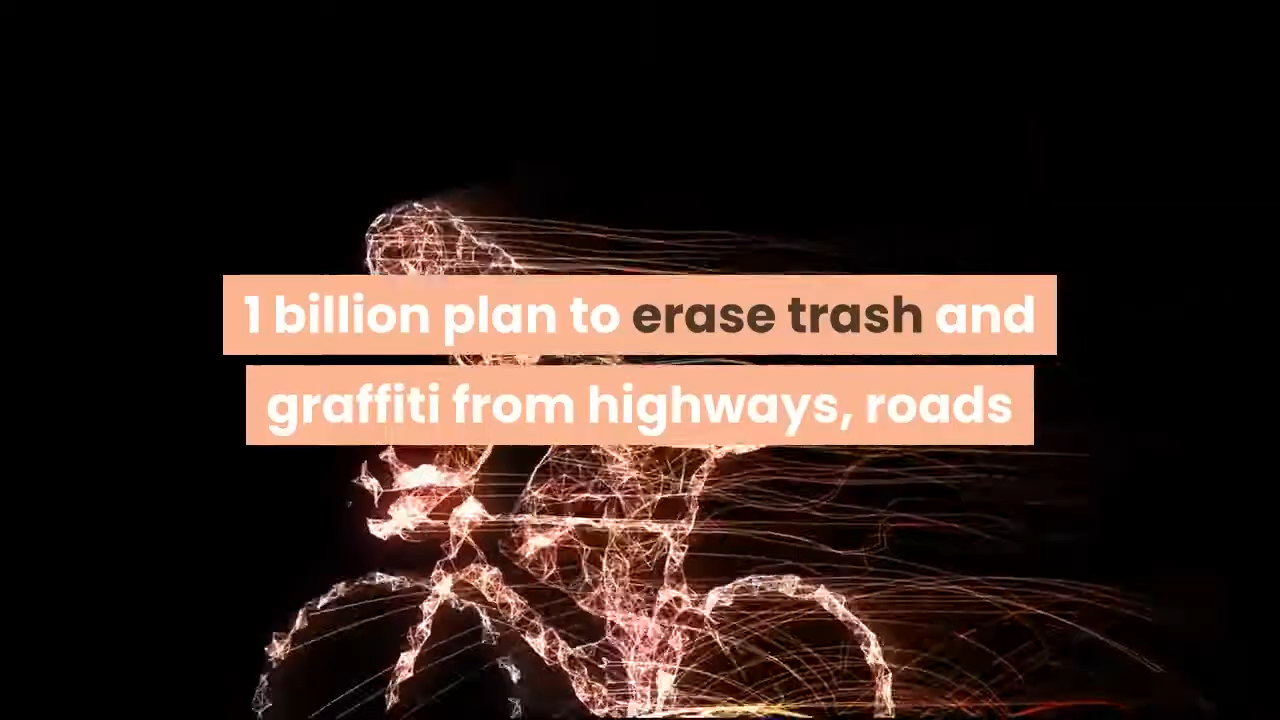 1 billion plan to erase trash and
graffiti from highways, roads